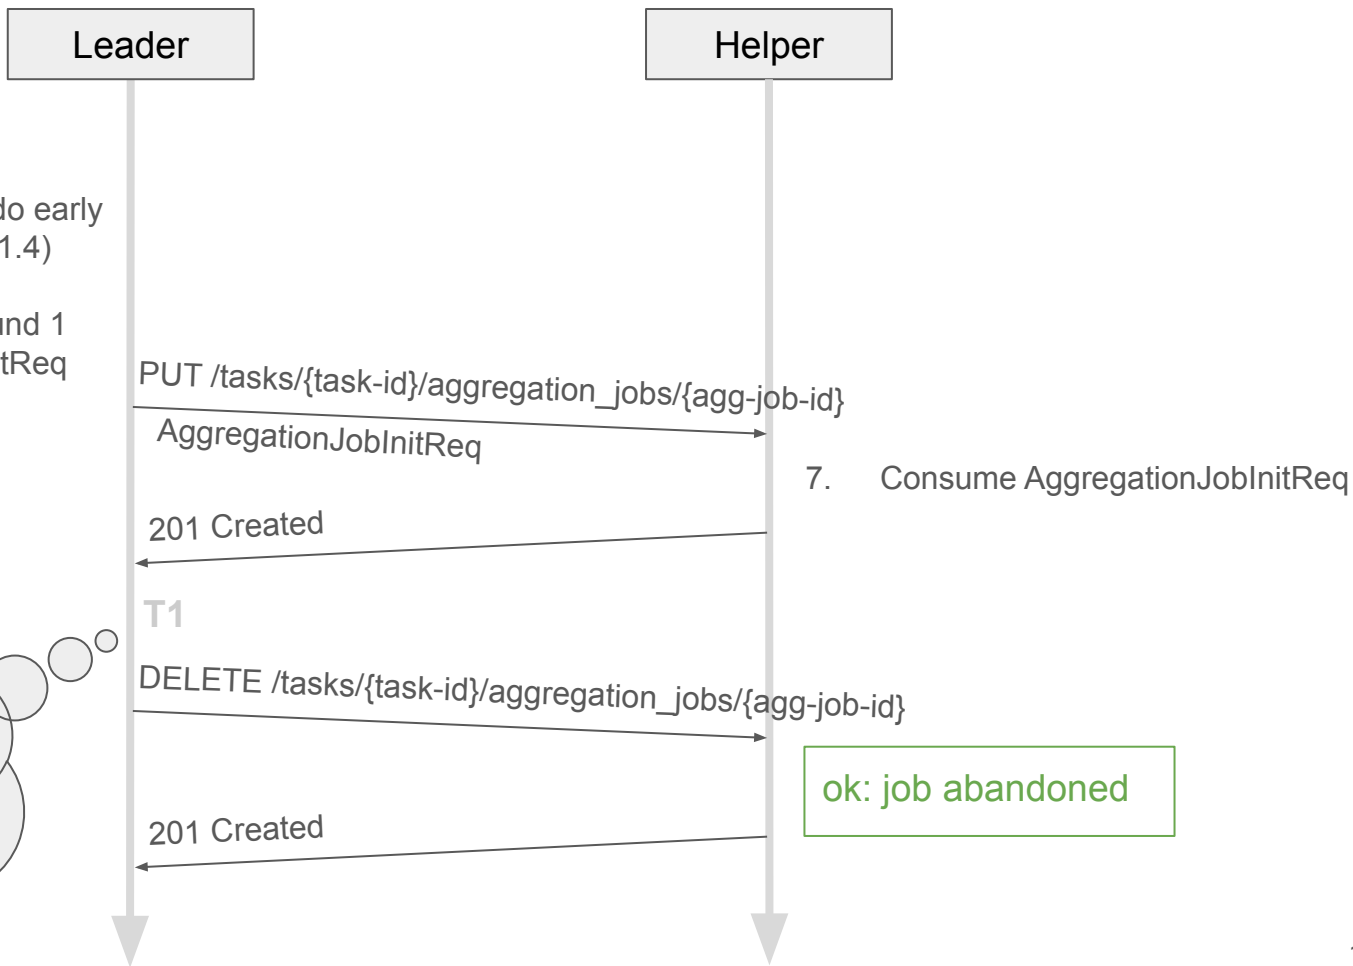 Leader
Helper
do early
1.4)
und 1
tReq
PUT /tasks/{task-id}/aggregation_jobs/{agg-job-id}
AggregationJobInitReq
7. Consume AggregationJobInitReq
201 Created
T1
DELETE /tasks/{task-id}/aggregation_jobs/{agg-job-id}
ok: job abandoned
201 Created